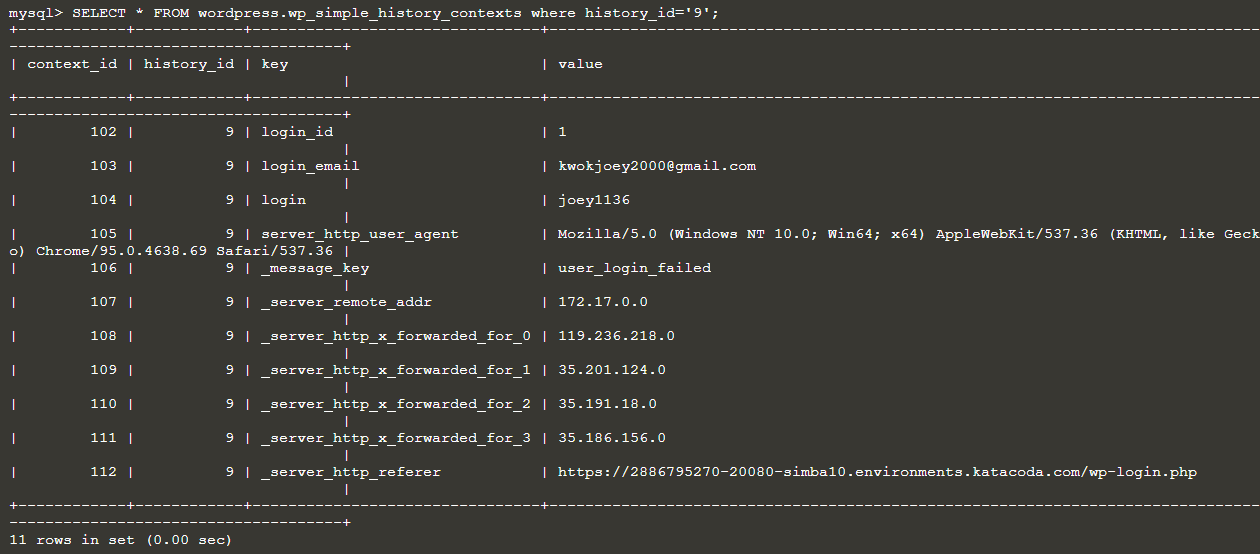 mysql> SELECT * FROM wordpress.wp_simple_history_contexts where history_id='9';
+------------+------------+--------------------------------+-------------------------------------------------------------------------------
-------------------------------------+
| context_id | history_id | key                            | value
                                     |
+------------+------------+--------------------------------+-------------------------------------------------------------------------------
-------------------------------------+
|        102 |          9 | login_id                       | 1
                                     |
|        103 |          9 | login_email                    | kwokjoey2000@gmail.com
                                     |
|        104 |          9 | login                          | joey1136
                                     |
|        105 |          9 | server_http_user_agent         | Mozilla/5.0 (Windows NT 10.0; Win64; x64) AppleWebKit/537.36 (KHTML, like Geck
o) Chrome/95.0.4638.69 Safari/537.36 |
|        106 |          9 | _message_key                   | user_login_failed
                                     |
|        107 |          9 | _server_remote_addr            | 172.17.0.0
                                     |
|        108 |          9 | _server_http_x_forwarded_for_0 | 119.236.218.0
                                     |
|        109 |          9 | _server_http_x_forwarded_for_1 | 35.201.124.0
                                     |
|        110 |          9 | _server_http_x_forwarded_for_2 | 35.191.18.0
                                     |
|        111 |          9 | _server_http_x_forwarded_for_3 | 35.186.156.0
                                     |
|        112 |          9 | _server_http_referer           | https://2886795270-20080-simba10.environments.katacoda.com/wp-login.php
                                     |
+------------+------------+--------------------------------+-------------------------------------------------------------------------------
-------------------------------------+
11 rows in set (0.00 sec)